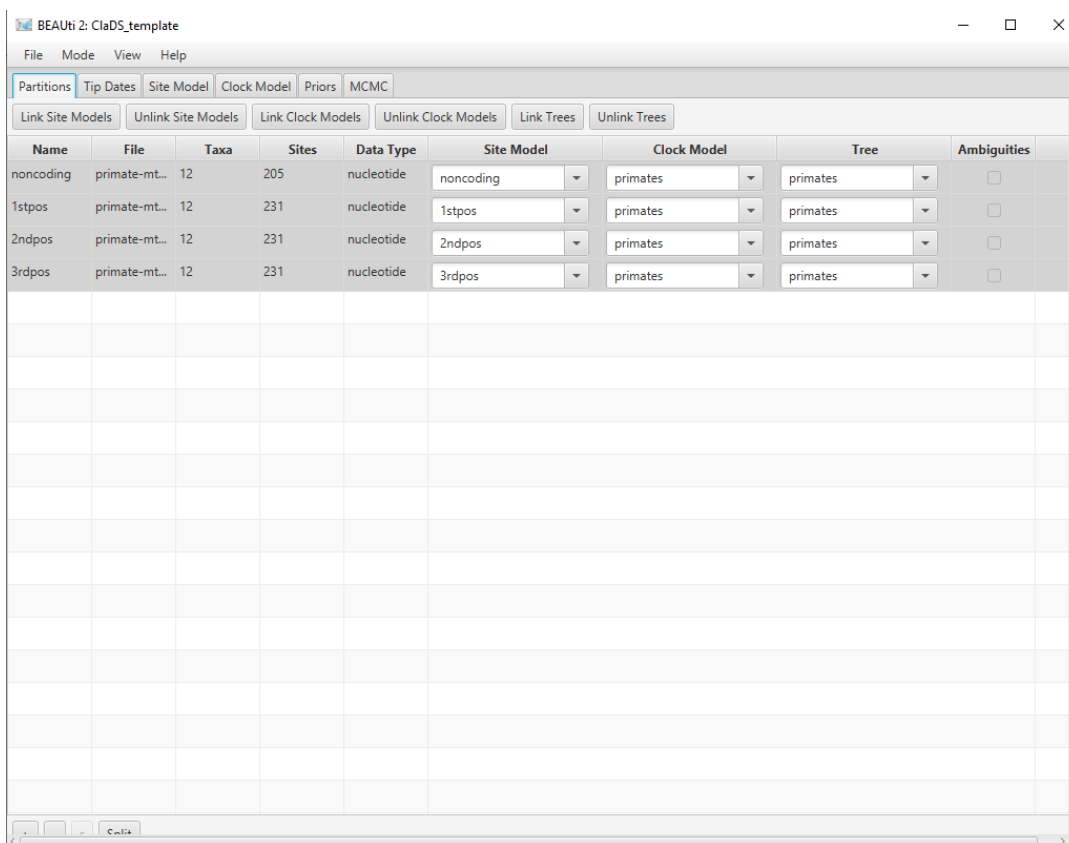 BEAUti 2: ClaDS_template
File Mode View Help
Partitions Tip Dates Site Model Clock Model Priors MCMC
Link Site Models Unlink Site Models Link Clock Models Unlink Clock Models Link Trees Unlink Trees
Name File Taxa Sites Data Type Site Model Clock Model Tree Ambiguities
noncoding primate-mt... 12 205 nucleotide noncoding primates primates
1stpos primate-mt... 12 231 nucleotide 1stpos primates primates
2ndpos primate-mt... 12 231 nucleotide 2ndpos primates primates
3rdpos primate-mt... 12 231 nucleotide 3rdpos primates primates
Split